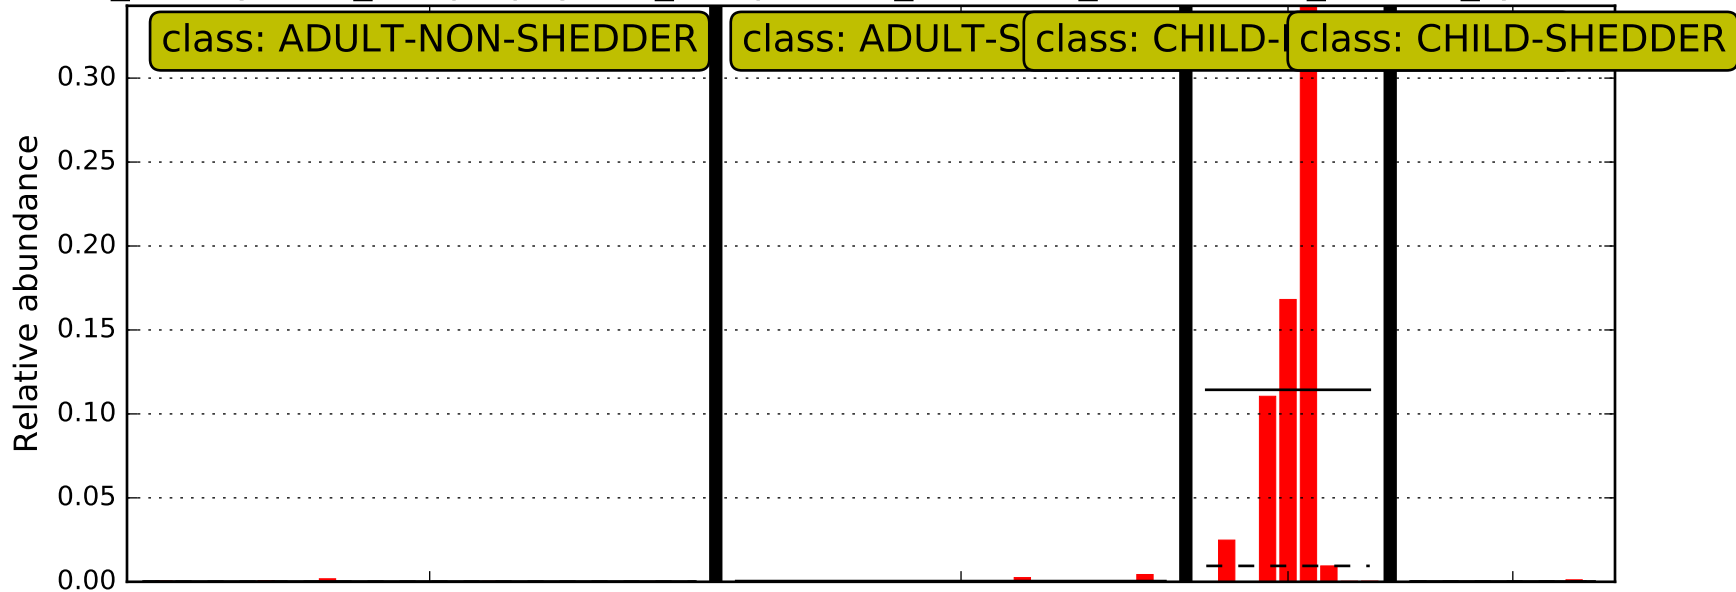 class: ADULT-NON-SHEDDER
class: ADULT-S
class: CHILD-
class: CHILD-SHEDDER
0.30
0.25
0.20
0.15
0.10
0.05
0.00
Relative abundance